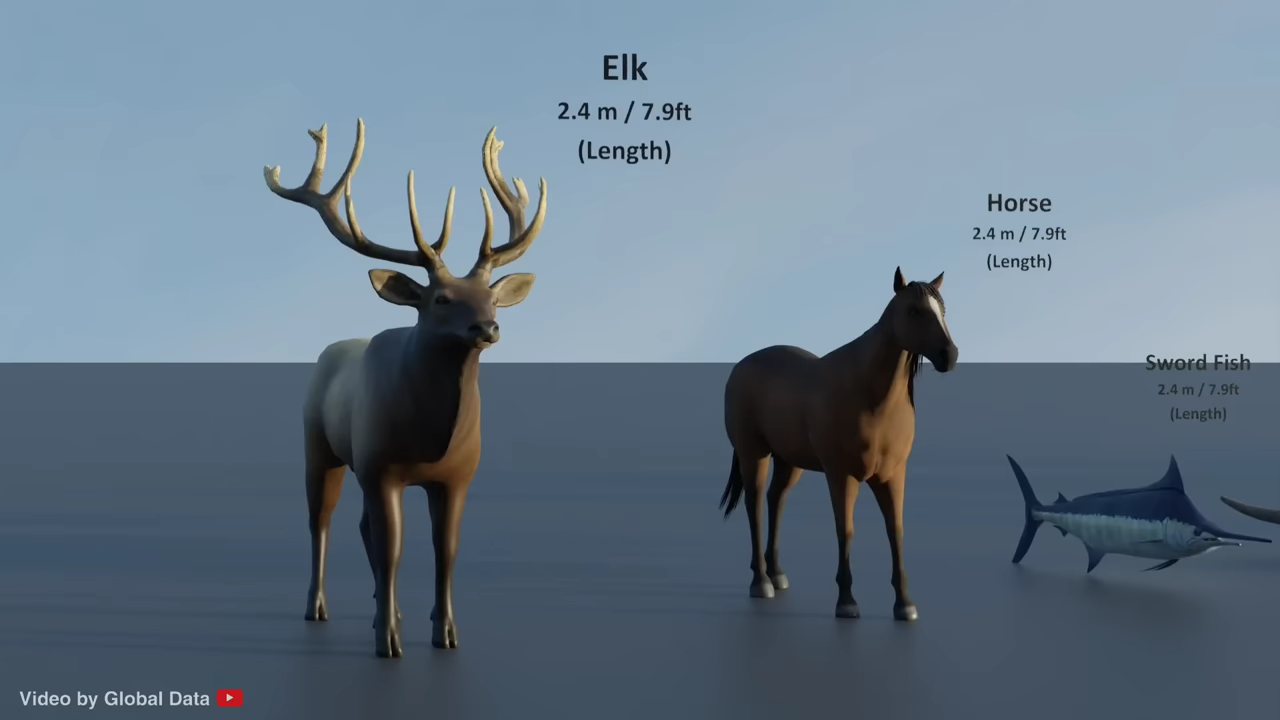 Elk
2.4 m / 7.9ft
(Length)
Horse
2.4 m / 7.9ft
(Length)
Sword Fish
2.4 m / 7.9ft
(Length)
Video by Global Data